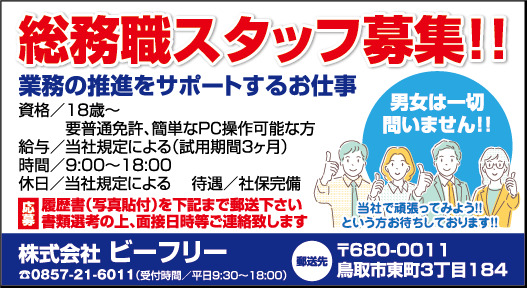 総務職スタッフ募集!!
業務の推進をサポートするお仕事
資格／18歳～
要普通免許、簡単なPC操作可能な方
給与／当社規定による(試用期間3ヶ月)
時間／9:00～18:00
休日／当社規定による 待遇／社保完備
男女は一切
問いません!!
当社で頑張ってみよう!!
という方お待ちしております!!
応募
履歴書(写真貼付)を下記まで郵送下さい
書類選考の上、面接日時等ご連絡致します
株式会社 ビーフリー
☎0857-21-6011(受付時間／平日9:30～18:00)
郵送先
〒680-0011
鳥取市東町3丁目184